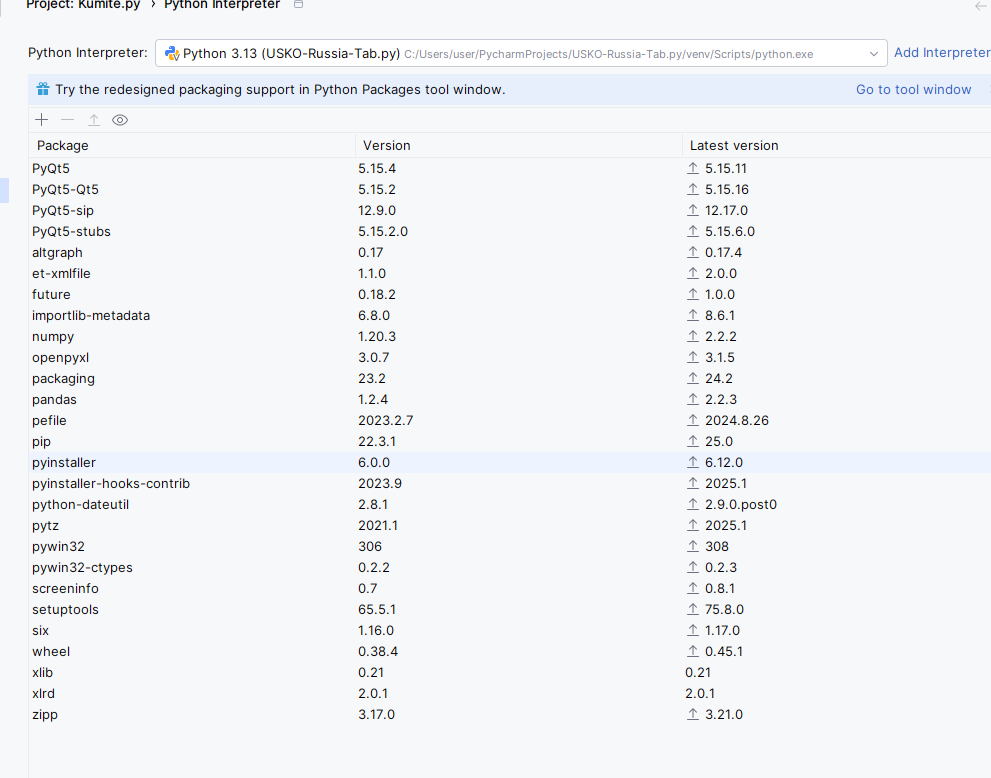 Project: Kumite.py › Python Interpreter
Python Interpreter: Python 3.13 (USKO-Russia-Tab.py) C:/Users/user/PycharmProjects/USKO-Russia-Tab.py/venv/Scripts/python.exe Add Interpreter
Try the redesigned packaging support in Python Packages tool window. Go to tool window
Package Version Latest version
PyQt5 5.15.4 5.15.11
PyQt5-Qt5 5.15.2 5.15.16
PyQt5-sip 12.9.0 12.17.0
PyQt5-stubs 5.15.2.0 5.15.6.0
altgraph 0.17 0.17.4
et-xmlfile 1.1.0 2.0.0
future 0.18.2 1.0.0
importlib-metadata 6.8.0 8.6.1
numpy 1.20.3 2.2.2
openpyxl 3.0.7 3.1.5
packaging 23.2 24.2
pandas 1.2.4 2.2.3
pefile 2023.2.7 2024.8.26
pip 22.3.1 25.0
pyinstaller 6.0.0 6.12.0
pyinstaller-hooks-contrib 2023.9 2025.1
python-dateutil 2.8.1 2.9.0.post0
pytz 2021.1 2025.1
pywin32 306 308
pywin32-ctypes 0.2.2 0.2.3
screeninfo 0.7 0.8.1
setuptools 65.5.1 75.8.0
six 1.16.0 1.17.0
wheel 0.38.4 0.45.1
xlib 0.21 0.21
xlrd 2.0.1 2.0.1
zipp 3.17.0 3.21.0